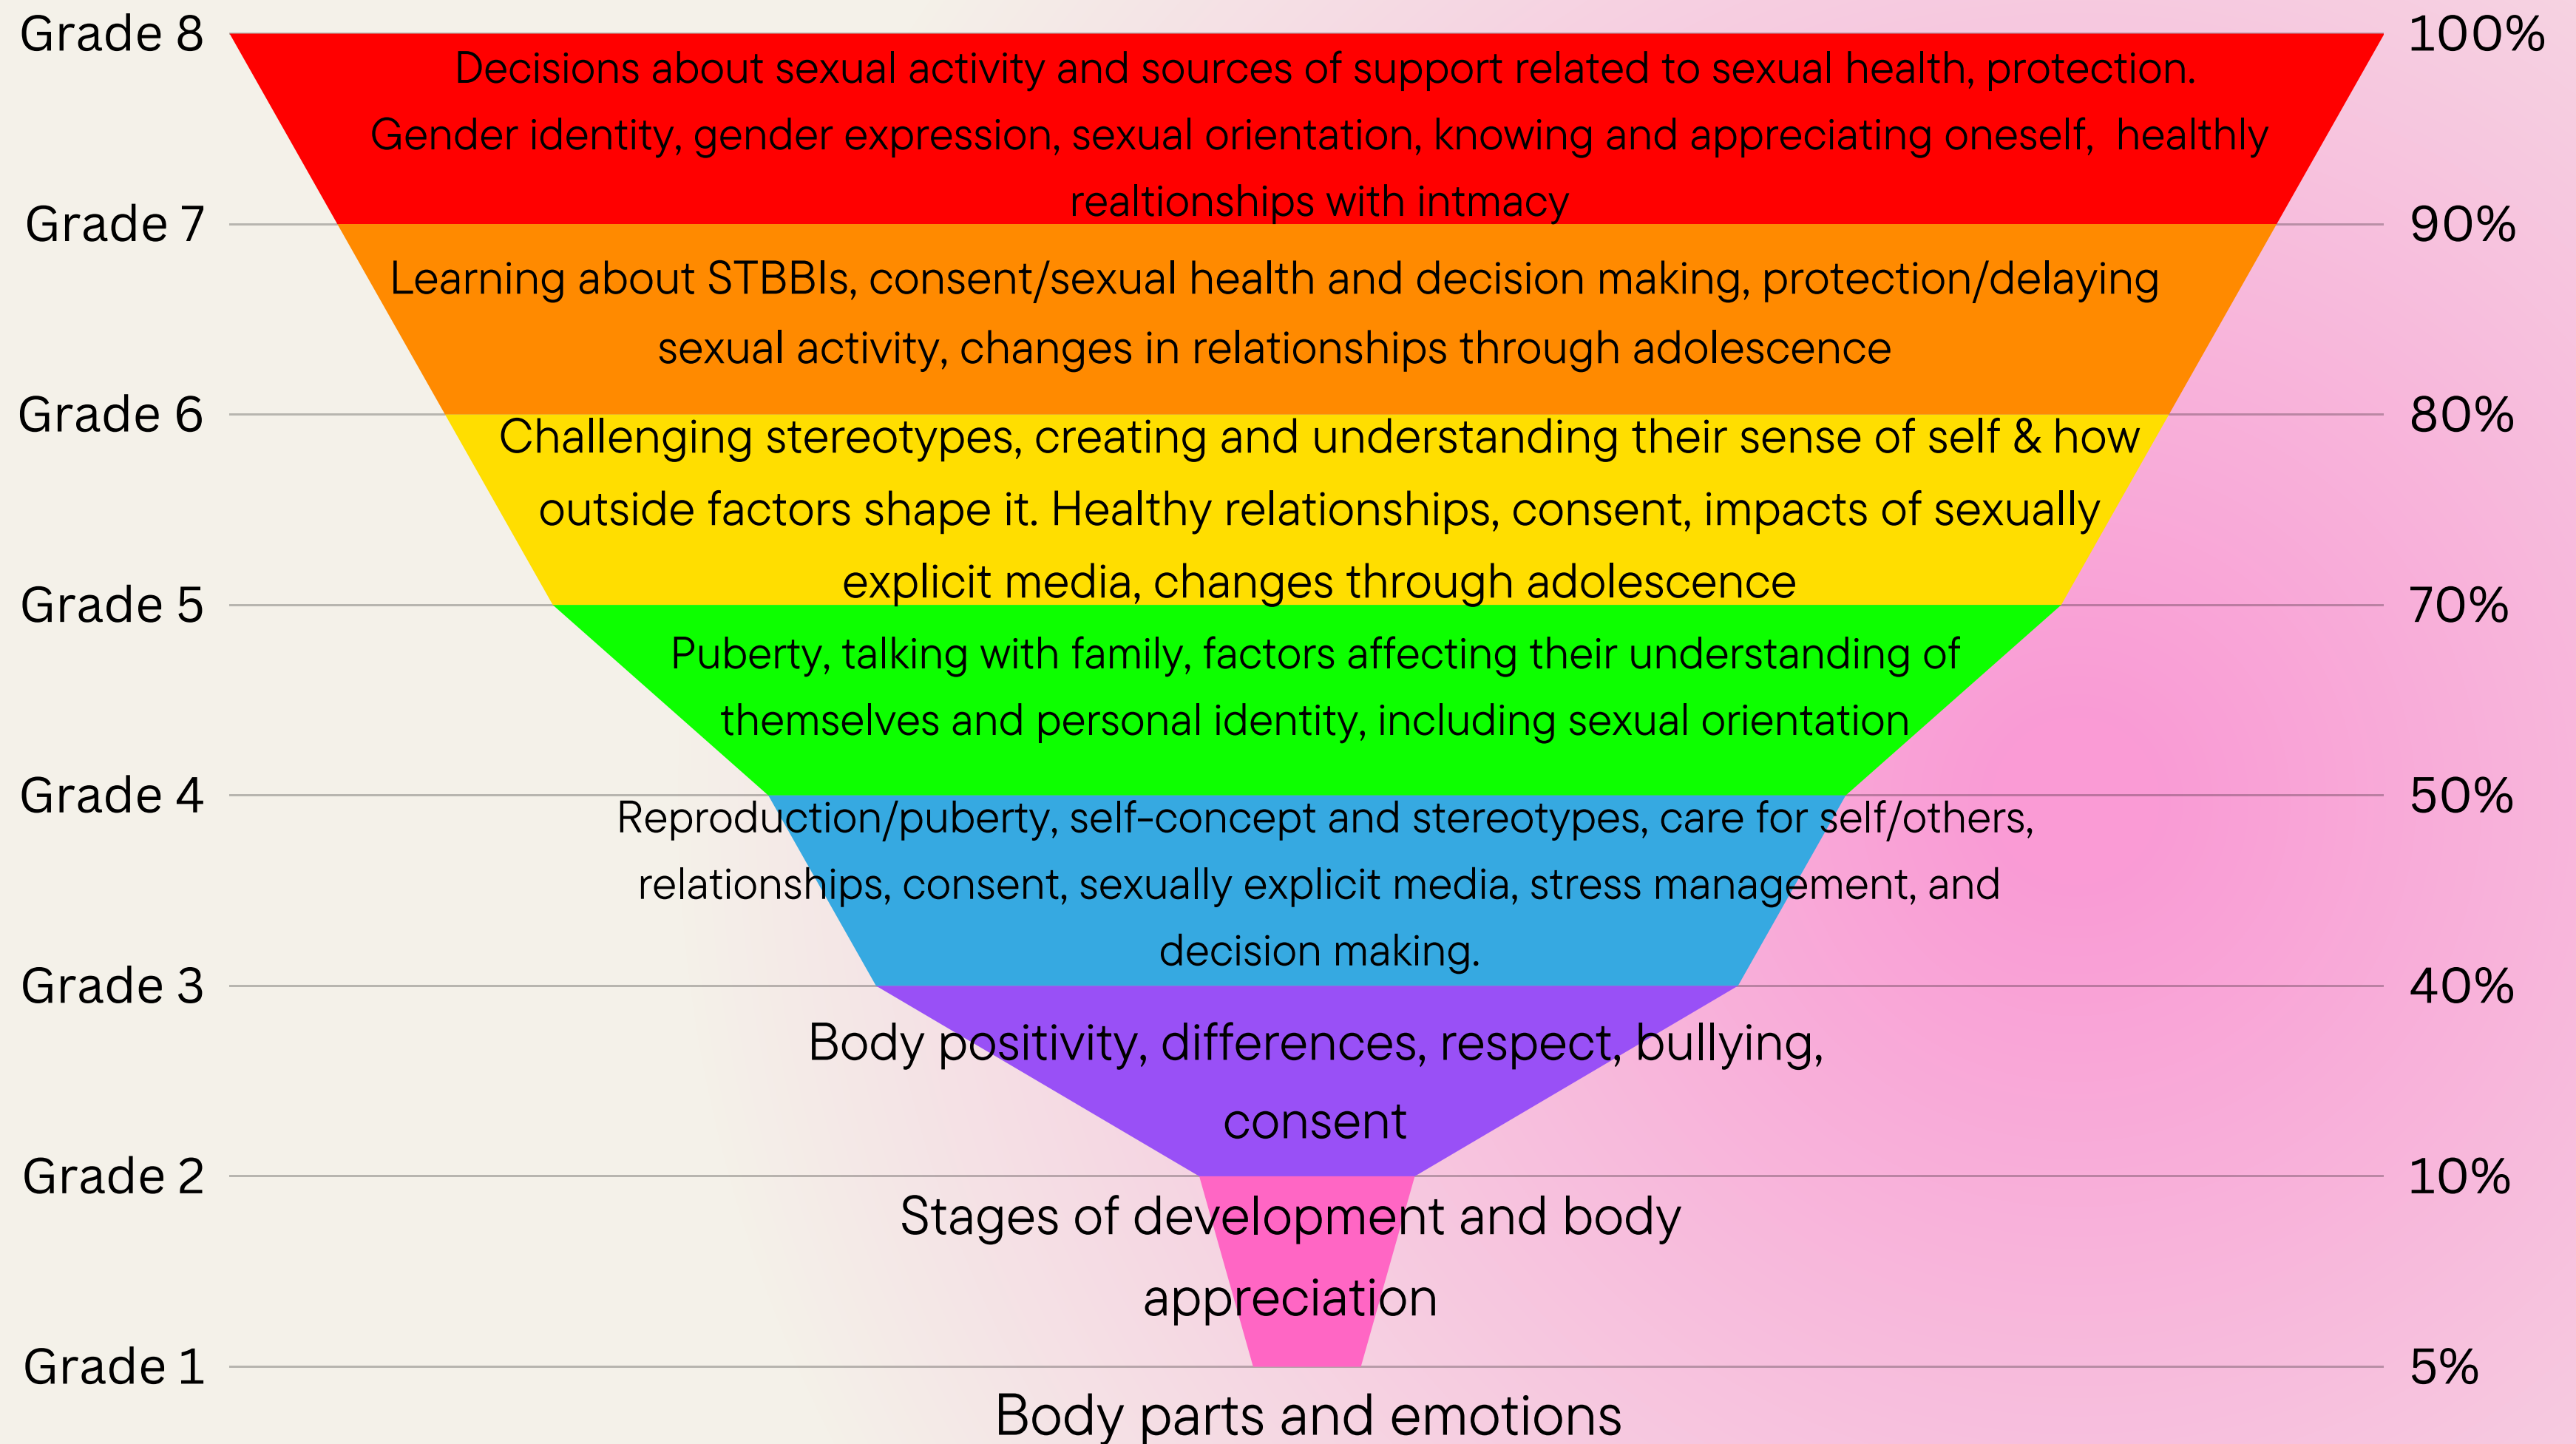 Grade 8
100%
Decisions about sexual activity and sources of support related to sexual health, protection.
Gender identity, gender expression, sexual orientation, knowing and appreciating oneself,  healthly
realtionships with intmacy
Grade 7
90%
Learning about STBBIs, consent/sexual health and decision making, protection/delaying
sexual activity, changes in relationships through adolescence
Grade 6
80%
Challenging stereotypes, creating and understanding their sense of self & how
outside factors shape it. Healthy relationships, consent, impacts of sexually
explicit media, changes through adolescence
Grade 5
70%
Puberty, talking with family, factors affecting their understanding of
themselves and personal identity, including sexual orientation
Grade 4
50%
Reproduction/puberty, self-concept and stereotypes, care for self/others,
relationships, consent, sexually explicit media, stress management, and
decision making.
Grade 3
40%
Body positivity, differences, respect, bullying,
consent
Grade 2
10%
Stages of development and body
appreciation
Grade 1
5%
Body parts and emotions